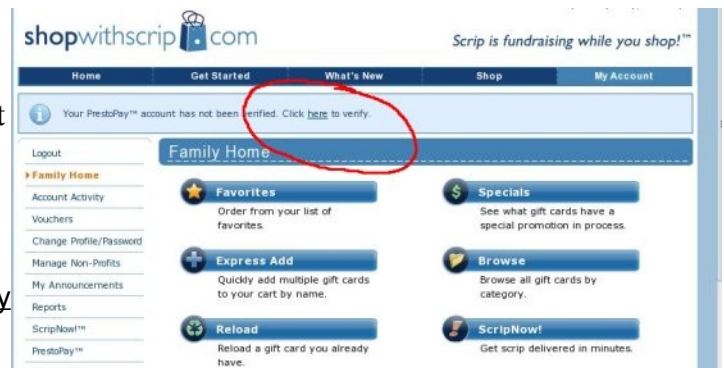 shopwithscrip com
Scrip is fundraising while you shop!™
Home Get Started What's New Shop My Account
t
Your PrestoPay™ account has not been verified. Click here to verify.
Logout
Family Home
Family Home
Account Activity
Vouchers
Change Profile/Password
Manage Non-Profits
My Announcements
y
Reports
ScripNow!™
PrestoPay™
Favorites
Order from your list of
favorites.
Specials
See what gift cards have a
special promotion in process.
Express Add
Quickly add multiple gift cards
to your cart by name.
Browse
Browse all gift cards by
category.
Reload
Reload a gift card you already
have.
ScripNow!
Get scrip delivered in minutes.